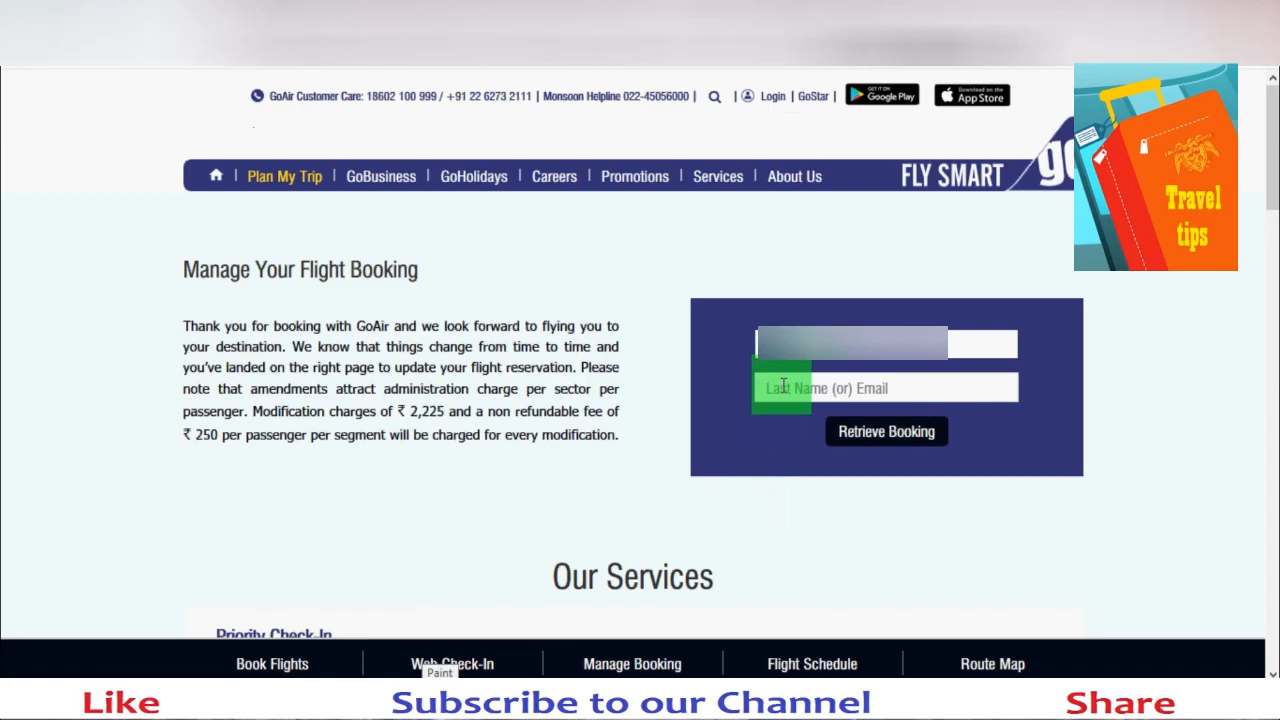 GoAir Customer Care: 18602 100 999 / +91 22 6273 2111 | Monsoon Helpline 022-45056000 | | Login | GoStar | GET IT ON Google Play Download on the App Store
Plan My Trip | GoBusiness | GoHolidays | Careers | Promotions | Services | About Us FLY SMART go
Travel
tips
Manage Your Flight Booking
Thank you for booking with GoAir and we look forward to flying you to
your destination. We know that things change from time to time and
you've landed on the right page to update your flight reservation. Please
note that amendments attract administration charge per sector per
passenger. Modification charges of ₹ 2,225 and a non refundable fee of
₹ 250 per passenger per segment will be charged for every modification.
Last Name (or) Email
Retrieve Booking
Our Services
Priority Check-In
Book Flights Web Check-In Manage Booking Flight Schedule Route Map
Paint
Like Subscribe to our Channel Share